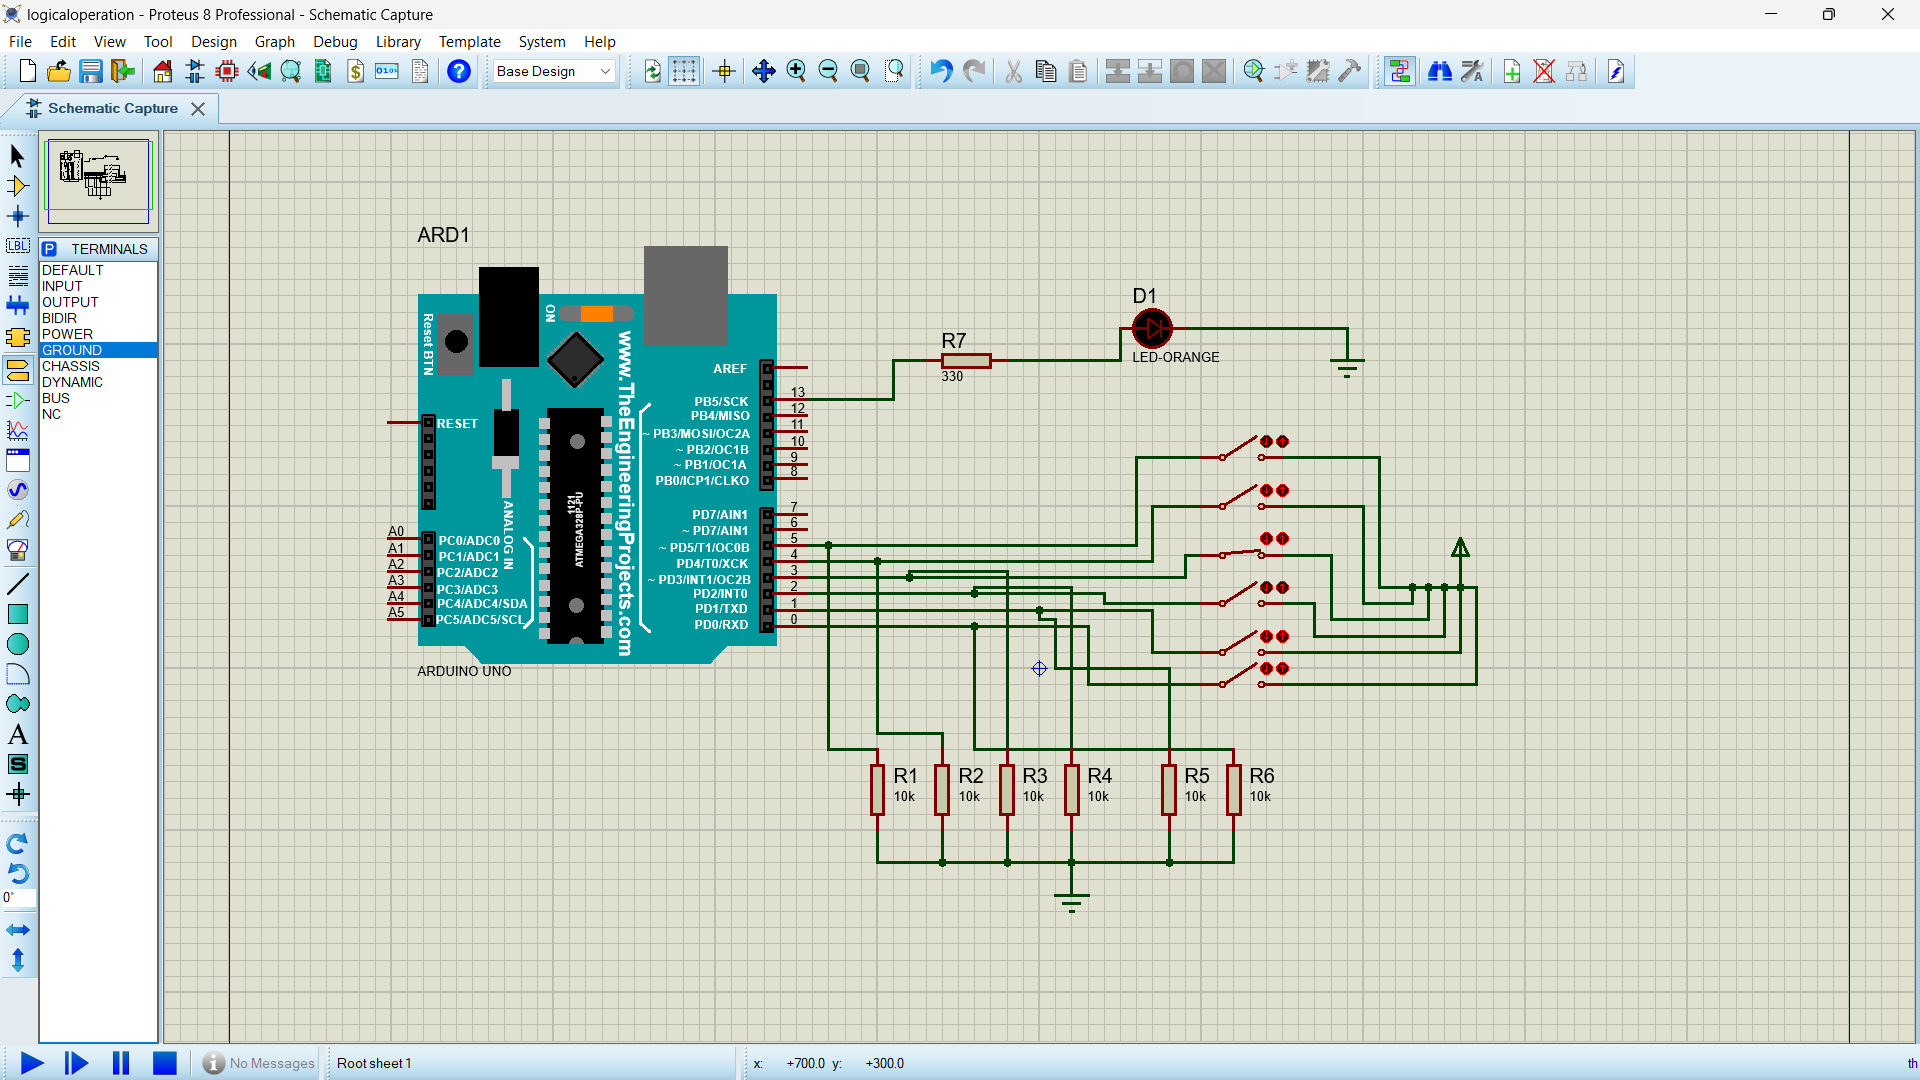 logicaloperation - Proteus 8 Professional - Schematic Capture
File Edit View Tool Design Graph Debug Library Template System Help
Base Design
Schematic Capture
LBL
P TERMINALS
DEFAULT
INPUT
OUTPUT
BIDIR
POWER
GROUND
CHASSIS
DYNAMIC
BUS
NC
A
S
0°
ARD1
Reset BTN
ON
www.TheEngineeringProjects.com
RESET
ANALOG IN
1121
ATMEGA328P-PU
A0 PC0/ADC0
A1 PC1/ADC1
A2 PC2/ADC2
A3 PC3/ADC3
A4 PC4/ADC4/SDA
A5 PC5/ADC5/SCL
AREF
PB5/SCK 13
PB4/MISO 12
~ PB3/MOSI/OC2A 11
~ PB2/OC1B 10
~ PB1/OC1A 9
PB0/ICP1/CLKO 8
PD7/AIN1 7
~ PD7/AIN1 6
~ PD5/T1/OC0B 5
PD4/T0/XCK 4
~ PD3/INT1/OC2B 3
PD2/INT0 2
PD1/TXD 1
PD0/RXD 0
ARDUINO UNO
R7
330
D1
LED-ORANGE
R1
10k
R2
10k
R3
10k
R4
10k
R5
10k
R6
10k
No Messages
Root sheet 1
x: +700.0 y: +300.0
th